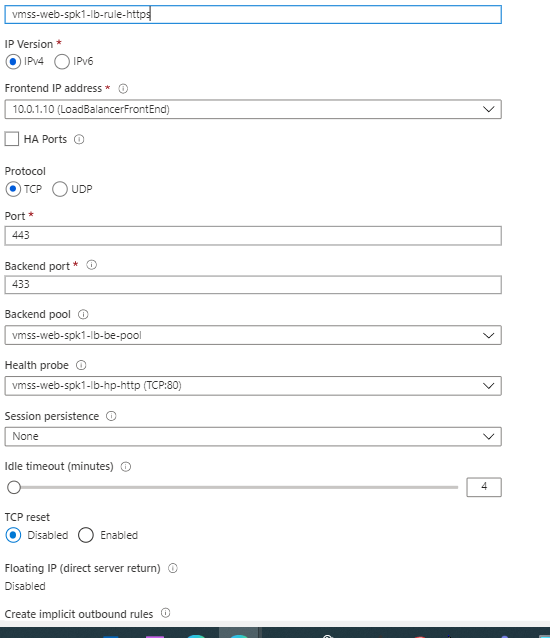 vmss-web-spk1-lb-rule-https
IP Version *
IPv4 IPv6
Frontend IP address *
10.0.1.10 (LoadBalancerFrontEnd)
HA Ports
Protocol
TCP UDP
Port *
443
Backend port *
433
Backend pool
vmss-web-spk1-lb-be-pool
Health probe
vmss-web-spk1-lb-hp-http (TCP:80)
Session persistence
None
Idle timeout (minutes)
4
TCP reset
Disabled Enabled
Floating IP (direct server return)
Disabled
Create implicit outbound rules